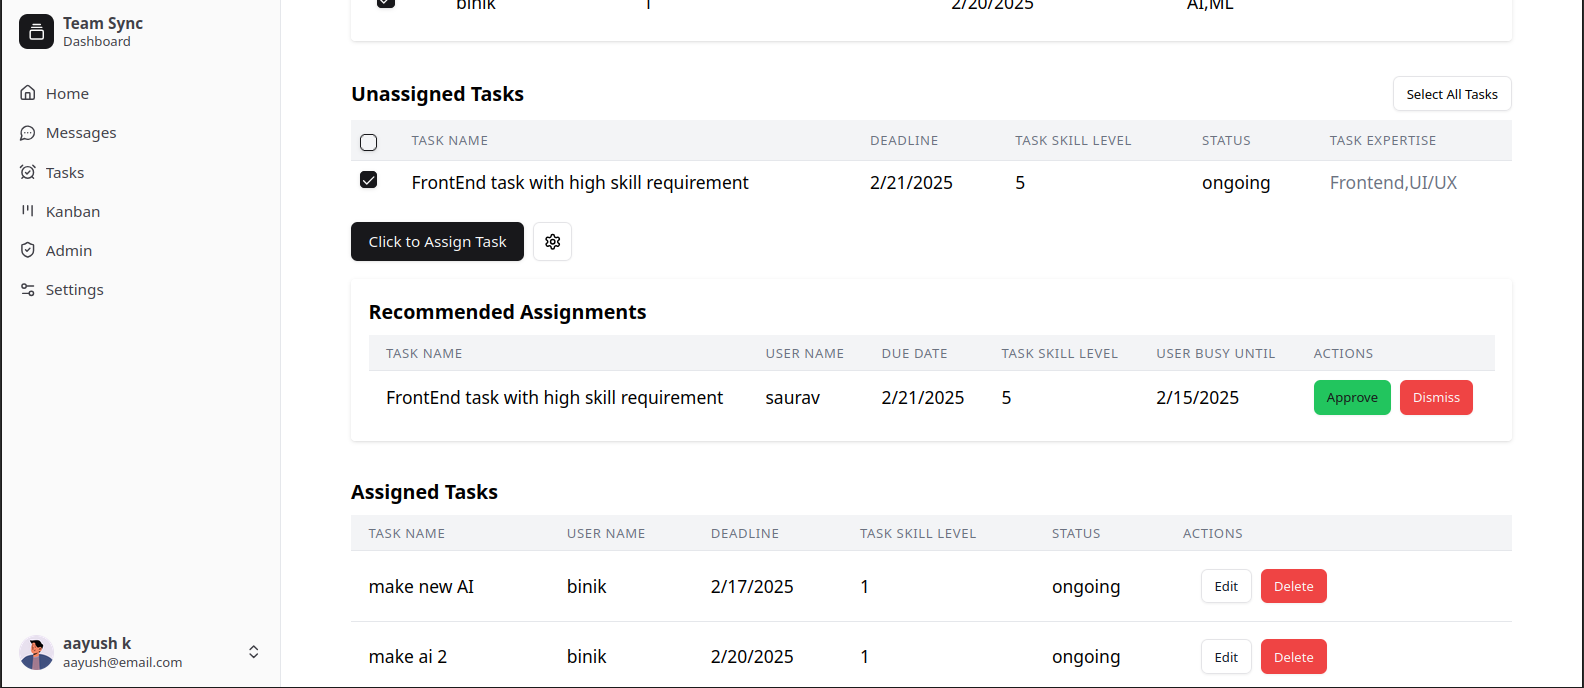 Team Sync
Dashboard
Home
Messages
Tasks
Kanban
Admin
Settings
aayush k
aayush@email.com
binik 1 2/20/2025 AI,ML
Unassigned Tasks Select All Tasks
TASK NAME DEADLINE TASK SKILL LEVEL STATUS TASK EXPERTISE
FrontEnd task with high skill requirement 2/21/2025 5 ongoing Frontend,UI/UX
Click to Assign Task
Recommended Assignments
TASK NAME USER NAME DUE DATE TASK SKILL LEVEL USER BUSY UNTIL ACTIONS
FrontEnd task with high skill requirement saurav 2/21/2025 5 2/15/2025 Approve Dismiss
Assigned Tasks
TASK NAME USER NAME DEADLINE TASK SKILL LEVEL STATUS ACTIONS
make new AI binik 2/17/2025 1 ongoing Edit Delete
make ai 2 binik 2/20/2025 1 ongoing Edit Delete